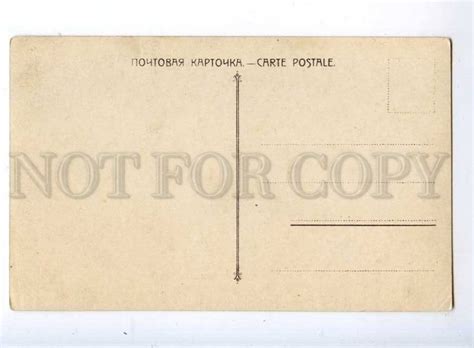 ПОЧТОВАЯ КАРТОЧКА.—CARTE POSTALE.
NOT FOR COPY